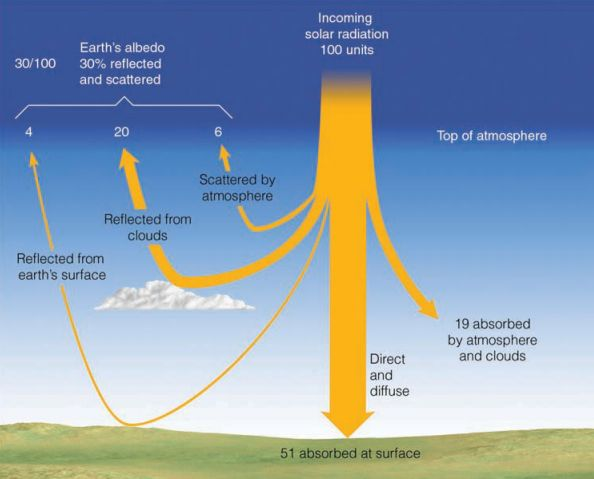 Incoming
solar radiation
100 units
Earth's albedo
30/100 30% reflected
and scattered
4 20 6
Top of atmosphere
Scattered by
atmosphere
Reflected from
clouds
Reflected from
earth's surface
19 absorbed
by atmosphere
and clouds
Direct
and
diffuse
51 absorbed at surface